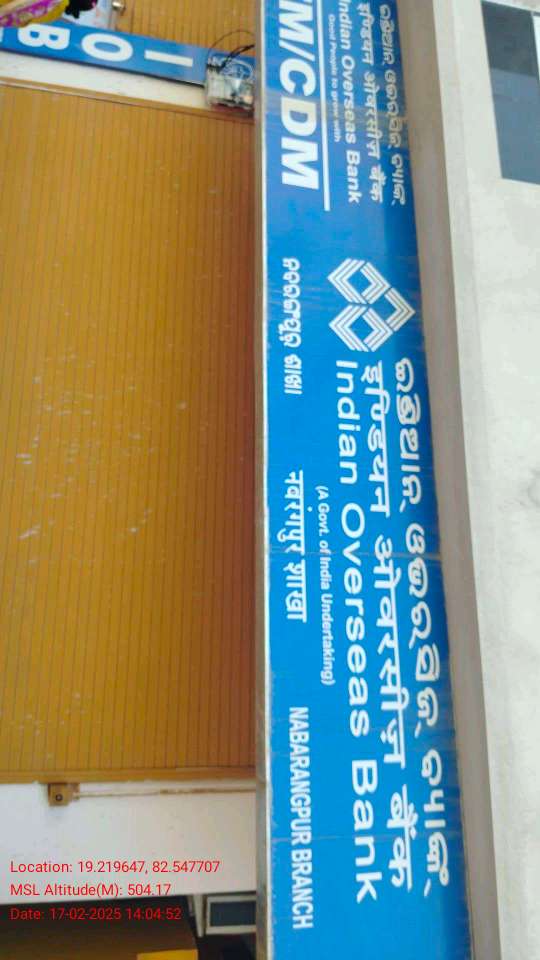 ଇଣ୍ଡିଆନ୍ ଓଭରସିଜ୍ ବ୍ୟାଙ୍କ୍
इण्डियन ओवरसीज़ बैंक
Indian Overseas Bank
Good People to grow with
M/CDM
ଇଣ୍ଡିଆନ୍ ଓଭରସିଜ୍ ବ୍ୟାଙ୍କ୍
इण्डियन ओवरसीज़ बैंक
Indian Overseas Bank
(A Govt. of India Undertaking)
ନବରଙ୍ଗପୁର ଶାଖା नवरंगपुर शाखा NABARANGPUR BRANCH
IOB
Location: 19.219647, 82.547707
MSL Altitude(M): 504.17
Date: 17-02-2025 14:04:52